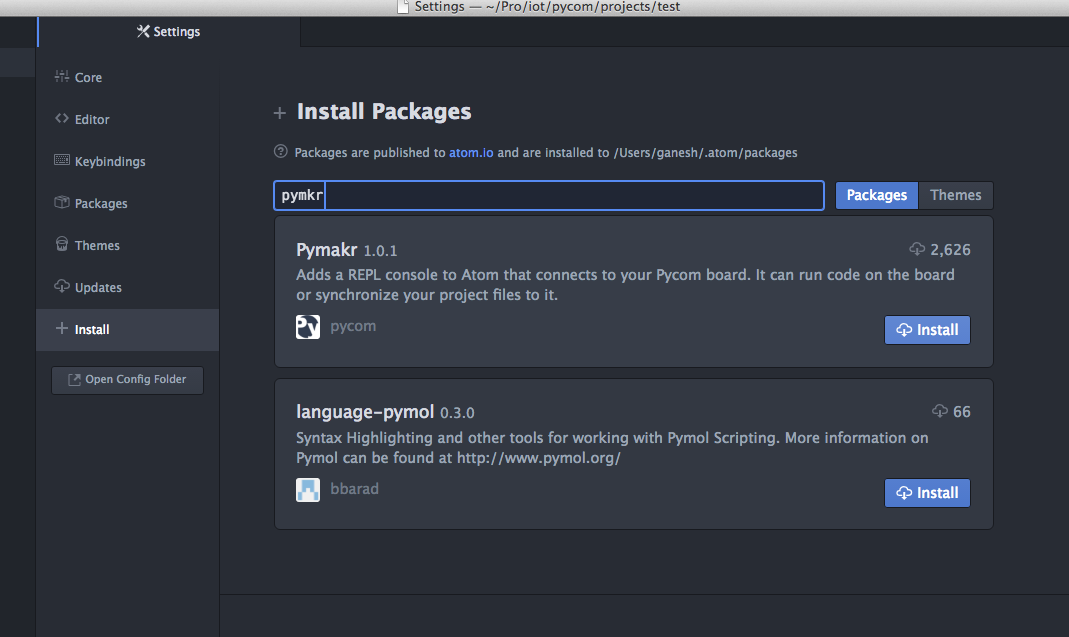 Settings — ~/Pro/iot/pycom/projects/test
Settings
Core
Editor
Keybindings
Packages
Themes
Updates
Install
Open Config Folder
Install Packages
Packages are published to atom.io and are installed to /Users/ganesh/.atom/packages
pymkr
Packages Themes
Pymakr 1.0.1 2,626
Adds a REPL console to Atom that connects to your Pycom board. It can run code on the board
or synchronize your project files to it.
pycom
Install
language-pymol 0.3.0 66
Syntax Highlighting and other tools for working with Pymol Scripting. More information on
Pymol can be found at http://www.pymol.org/
bbarad
Install